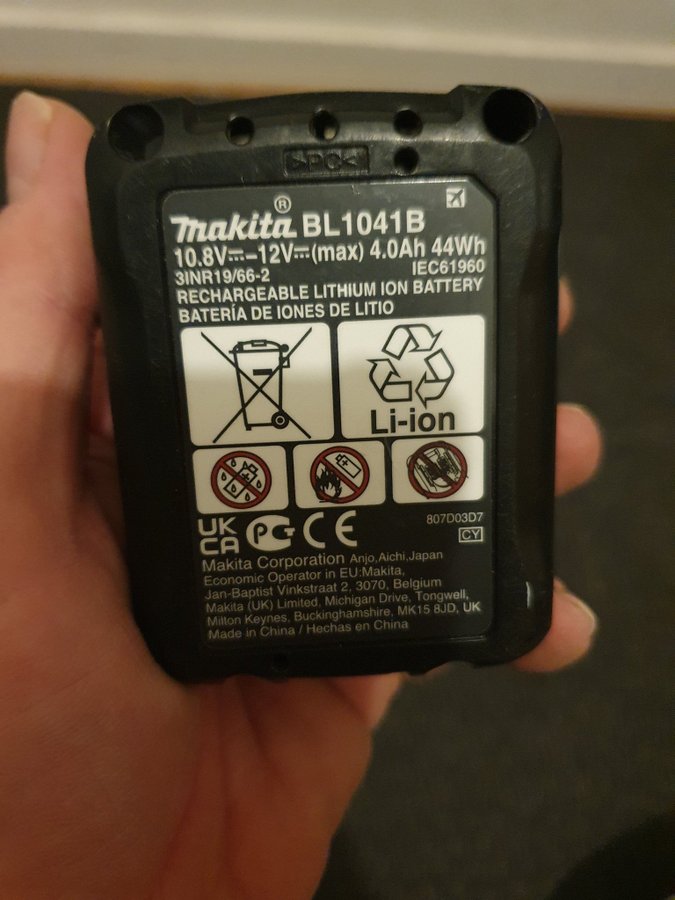 >PC<
makita® BL1041B
10.8V⎓-12V⎓(max) 4.0Ah 44Wh
3INR19/66-2 IEC61960
RECHARGEABLE LITHIUM ION BATTERY
BATERÍA DE IONES DE LITIO
Li-ion
UK
CA PG CE
807D03D7
CY
Makita Corporation Anjo,Aichi,Japan
Economic Operator in EU:Makita,
Jan-Baptist Vinkstraat 2, 3070, Belgium
Makita (UK) Limited, Michigan Drive, Tongwell,
Milton Keynes, Buckinghamshire, MK15 8JD, UK
Made in China / Hechas en China